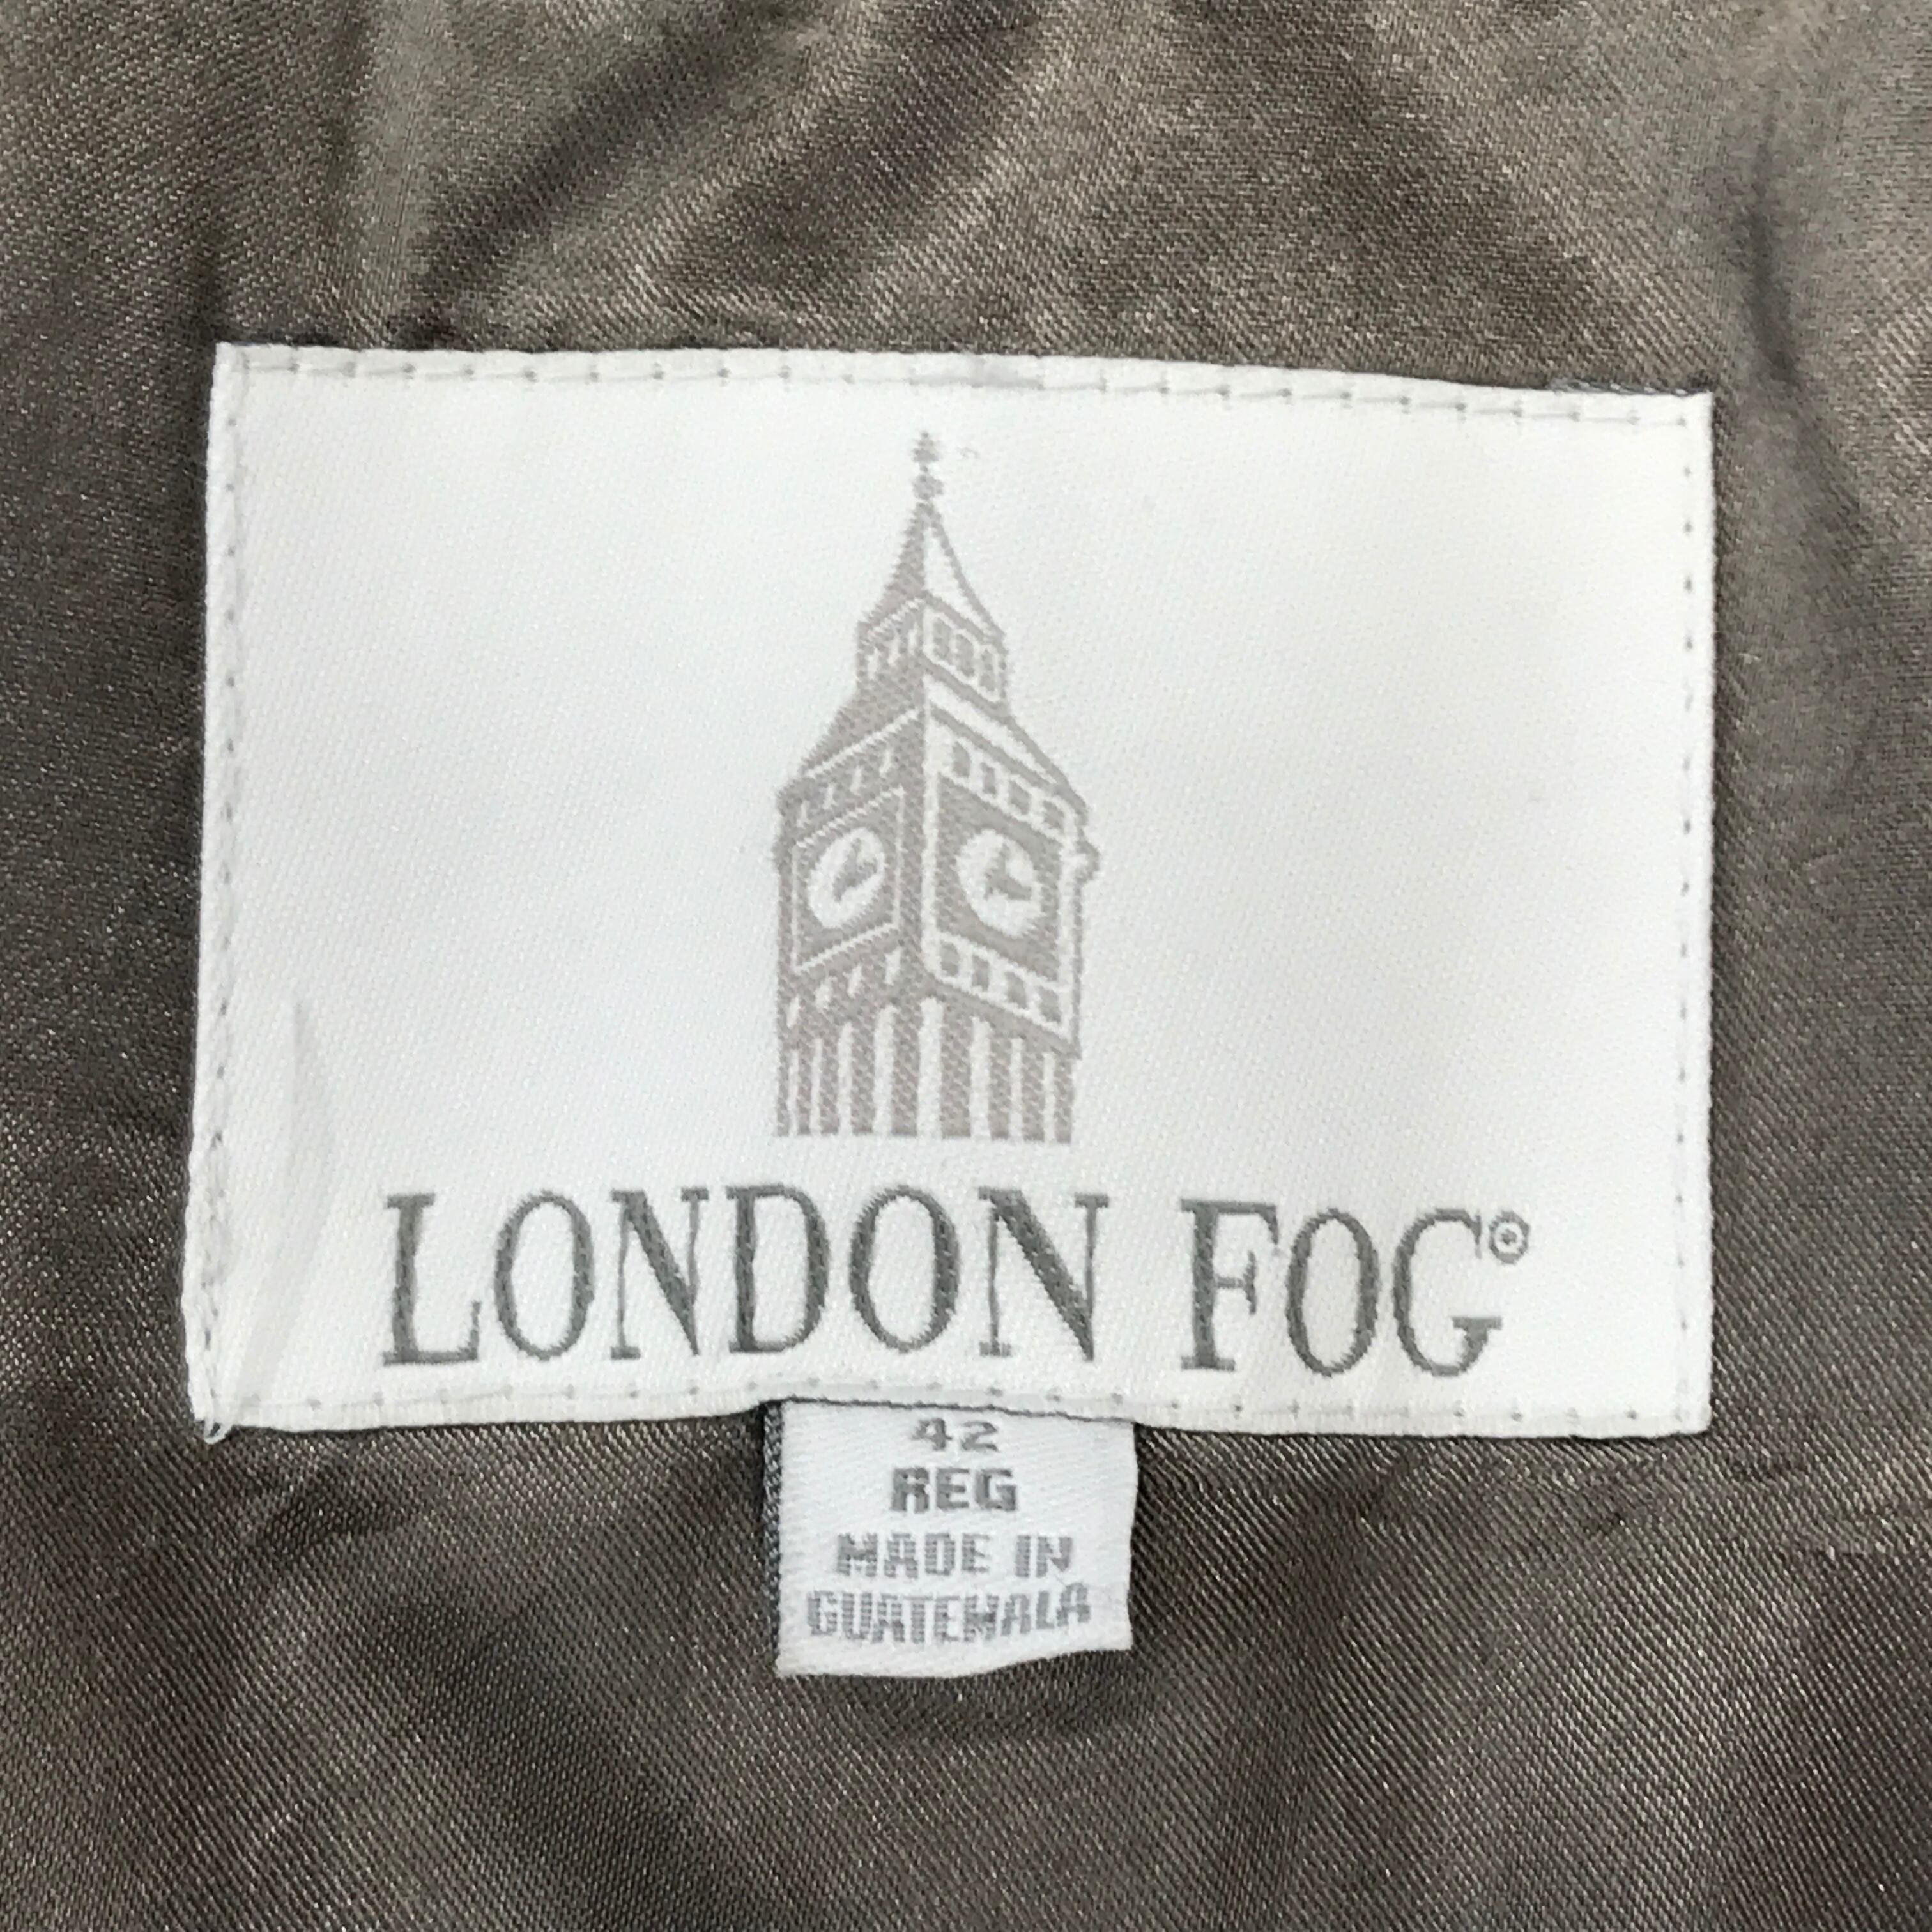 LONDON FOG®
42
REG
MADE IN
GUATEMALA